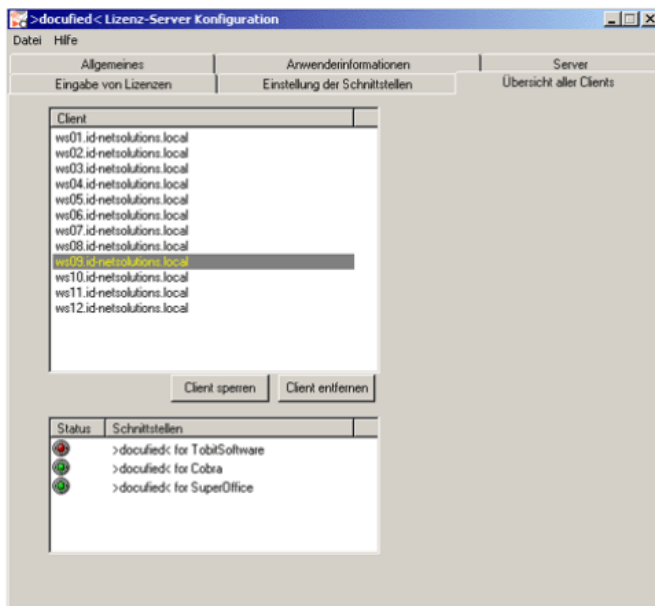 >docufied< Lizenz-Server Konfiguration
Datei Hilfe
Allgemeines Anwenderinformationen Server
Eingabe von Lizenzen Einstellung der Schnittstellen Übersicht aller Clients
Client
ws01.id-netsolutions.local
ws02.id-netsolutions.local
ws03.id-netsolutions.local
ws04.id-netsolutions.local
ws05.id-netsolutions.local
ws06.id-netsolutions.local
ws07.id-netsolutions.local
ws08.id-netsolutions.local
ws09.id-netsolutions.local
ws10.id-netsolutions.local
ws11.id-netsolutions.local
ws12.id-netsolutions.local
Client sperren Client entfernen
Status Schnittstellen
>docufied< for TobitSoftware
>docufied< for Cobra
>docufied< for SuperOffice